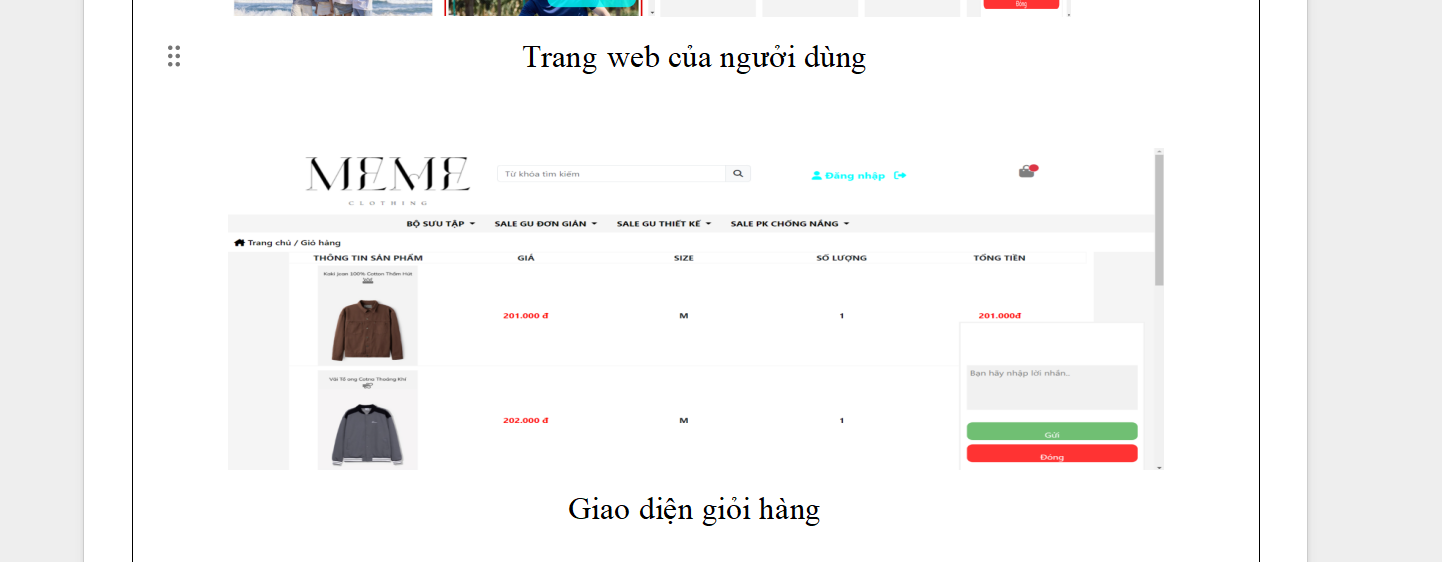 Đóng
Trang web của người dùng
MEME
CLOTHING
Từ khóa tìm kiếm
Đăng nhập
BỘ SƯU TẬP SALE GU ĐƠN GIẢN SALE GU THIẾT KẾ SALE PK CHỐNG NẮNG
Trang chủ / Giỏ hàng
THÔNG TIN SẢN PHẨM GIÁ SIZE SỐ LƯỢNG TỔNG TIỀN
Kaki Jean 100% Cotton Thấm Hút
201.000 đ M 1 201.000đ
Vải Tổ ong Cotno Thoáng Khí
202.000 đ M 1
Bạn hãy nhập lời nhắn..
Gửi
Đóng
Giao diện giỏi hàng